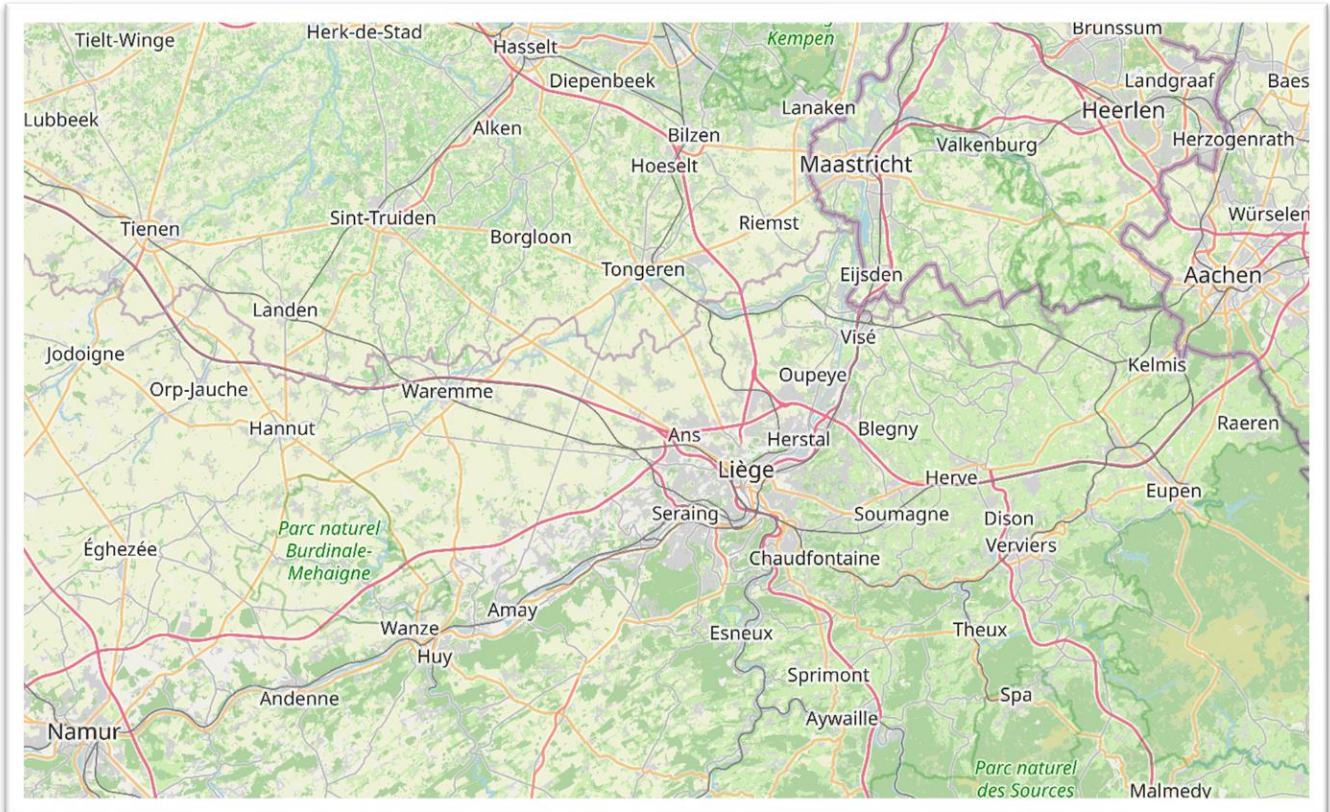 Tielt-Winge
Herk-de-Stad
Hasselt
Kempen
Brunssum
Diepenbeek
Landgraaf
Baes
Lanaken
Heerlen
Lubbeek
Alken
Bilzen
Valkenburg
Herzogenrath
Hoeselt
Maastricht
Sint-Truiden
Riemst
Würselen
Tienen
Borgloon
Tongeren
Eijsden
Aachen
Landen
Visé
Jodoigne
Kelmis
Orp-Jauche
Waremme
Oupeye
Hannut
Ans
Herstal
Blegny
Raeren
Liège
Herve
Eupen
Seraing
Soumagne
Dison
Parc naturel
Burdinale-
Mehaigne
Éghezée
Verviers
Chaudfontaine
Amay
Wanze
Esneux
Theux
Huy
Sprimont
Andenne
Spa
Namur
Aywaille
Parc naturel
des Sources
Malmedy